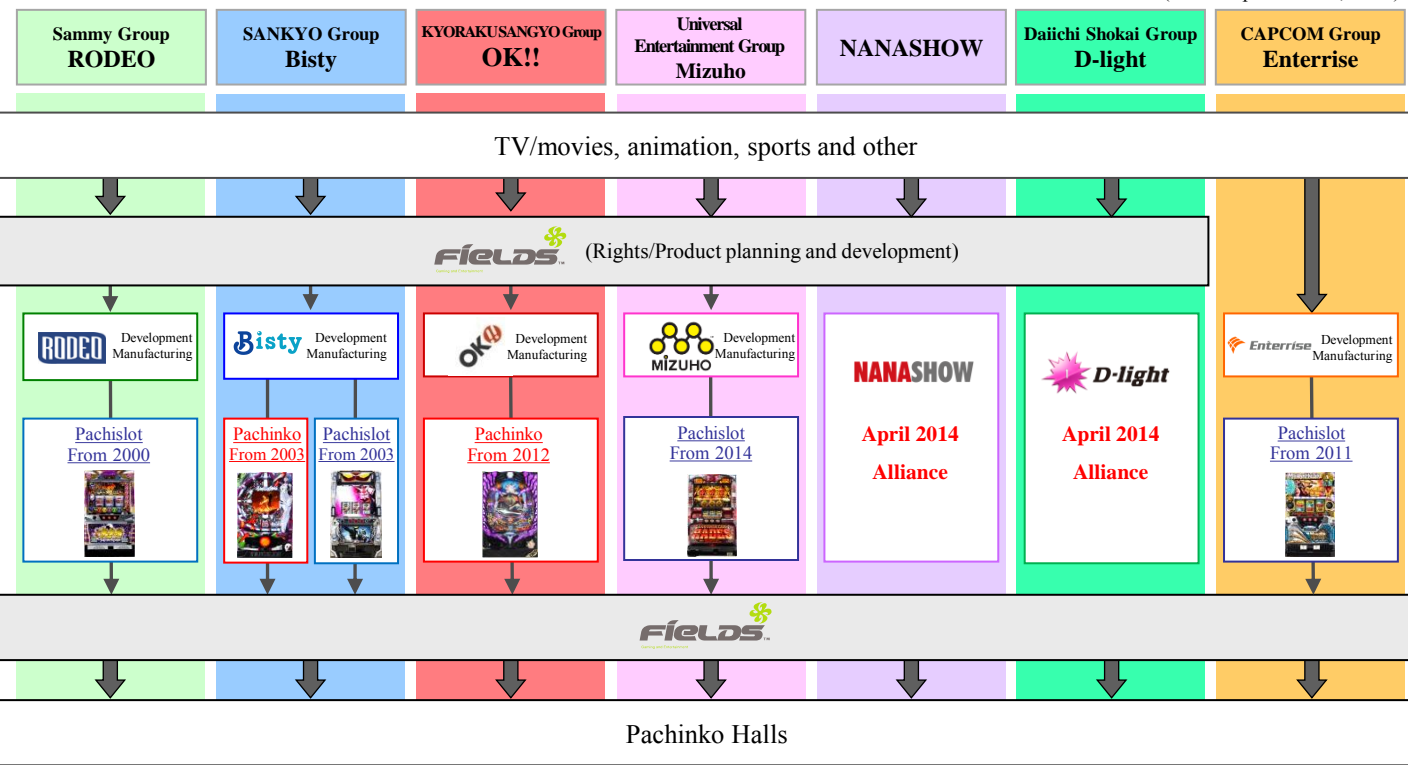 Sammy Group
RODEO
SANKYO Group
Bisty
KYORAKU SANGYO Group
OK!!
Universal
Entertainment Group
Mizuho
NANASHOW
Daiichi Shokai Group
D-light
CAPCOM Group
Enterrise
TV/movies, animation, sports and other
FIELDS (Rights/Product planning and development)
RODEO
Development
Manufacturing
Bisty
Development
Manufacturing
OK!!
Development
Manufacturing
MIZUHO
Development
Manufacturing
NANASHOW
April 2014
Alliance
D-light
April 2014
Alliance
Enterrise
Development
Manufacturing
Pachislot
From 2000
Pachinko
From 2003
Pachislot
From 2003
Pachinko
From 2012
Pachislot
From 2014
Pachislot
From 2011
FIELDS
Pachinko Halls